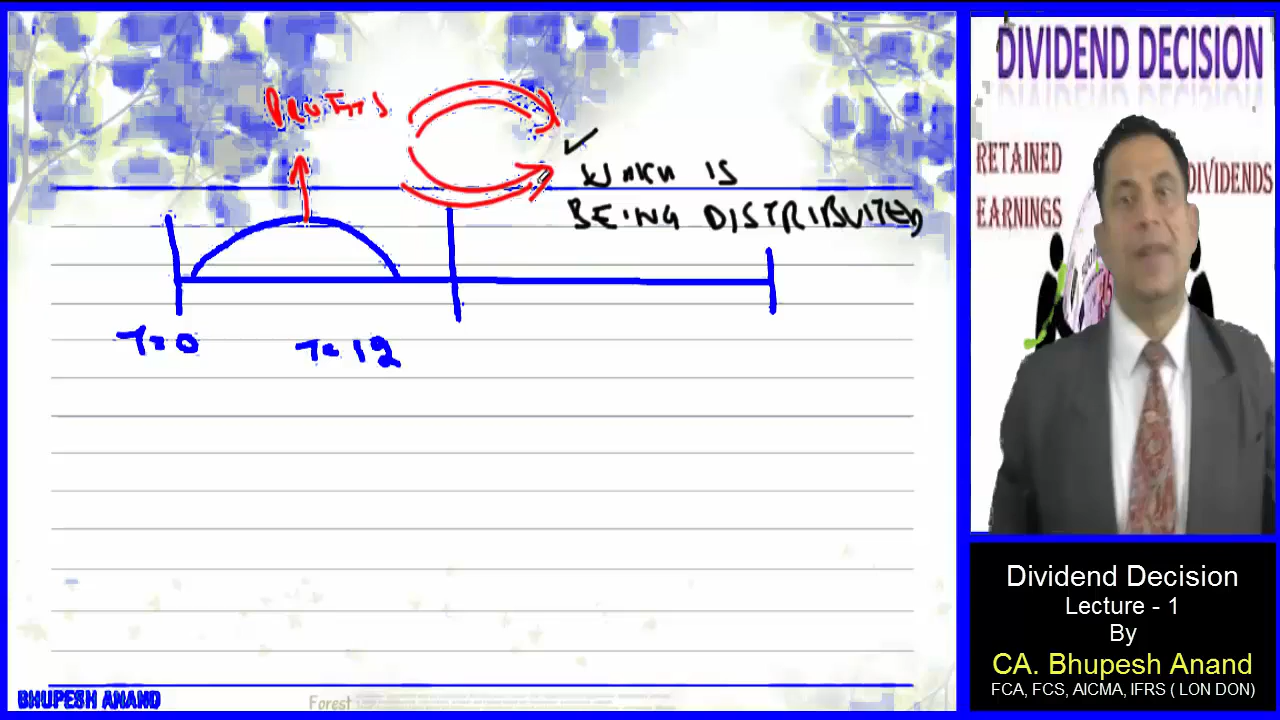 PROFITS
WHICH IS
BEING DISTRIBUTED
T=0
T=12
BHUPESH ANAND
Forest
DIVIDEND DECISION
RETAINED
EARNINGS
DIVIDENDS
Dividend Decision
Lecture - 1
By
CA. Bhupesh Anand
FCA, FCS, AICMA, IFRS ( LON DON)